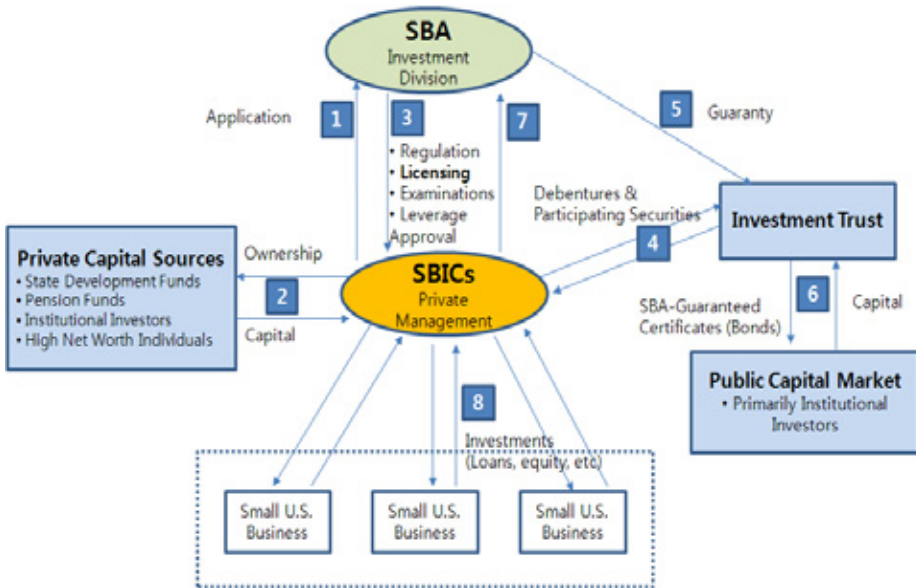 SBA
Investment
Division
Application
1
3
7
5
Guaranty
• Regulation
• Licensing
• Examinations
• Leverage
Approval
Debentures &
Participating Securities
4
Investment Trust
Private Capital Sources
• State Development Funds
• Pension Funds
• Institutional Investors
• High Net Worth Individuals
Ownership
2
Capital
SBICs
Private
Management
SBA-Guaranteed
Certificates (Bonds)
6
Capital
Public Capital Market
• Primarily Institutional
Investors
8
Investments
(Loans, equity, etc)
Small U.S.
Business
Small U.S.
Business
Small U.S.
Business